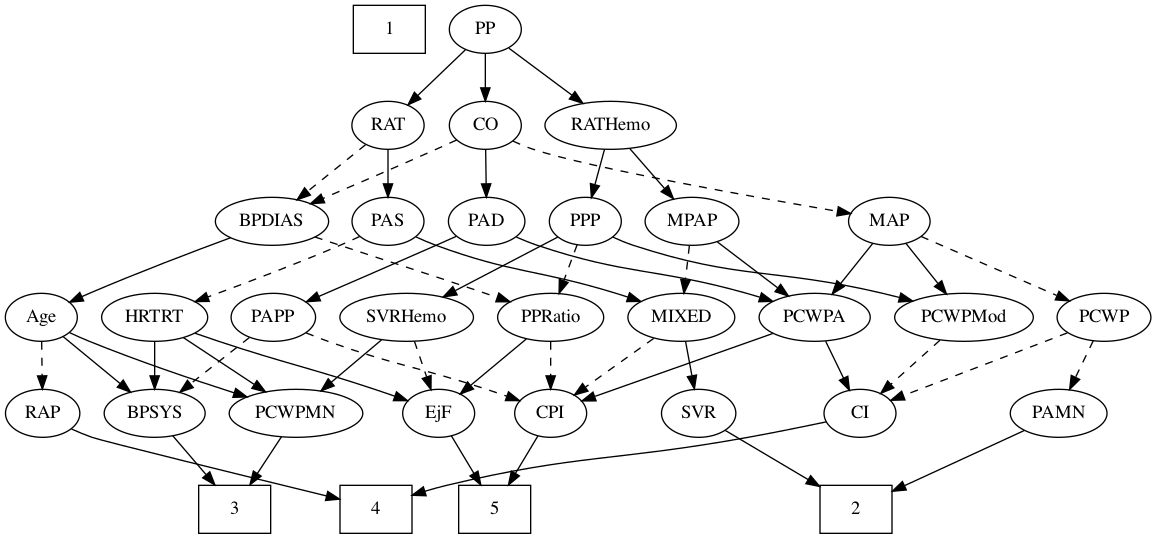 1
PP
RAT
CO
RATHemo
BPDIAS
PAS
PAD
PPP
MPAP
MAP
Age
HRTRT
PAPP
SVRHemo
PPRatio
MIXED
PCWPA
PCWPMod
PCWP
RAP
BPSYS
PCWPMN
EjF
CPI
SVR
CI
PAMN
3
4
5
2